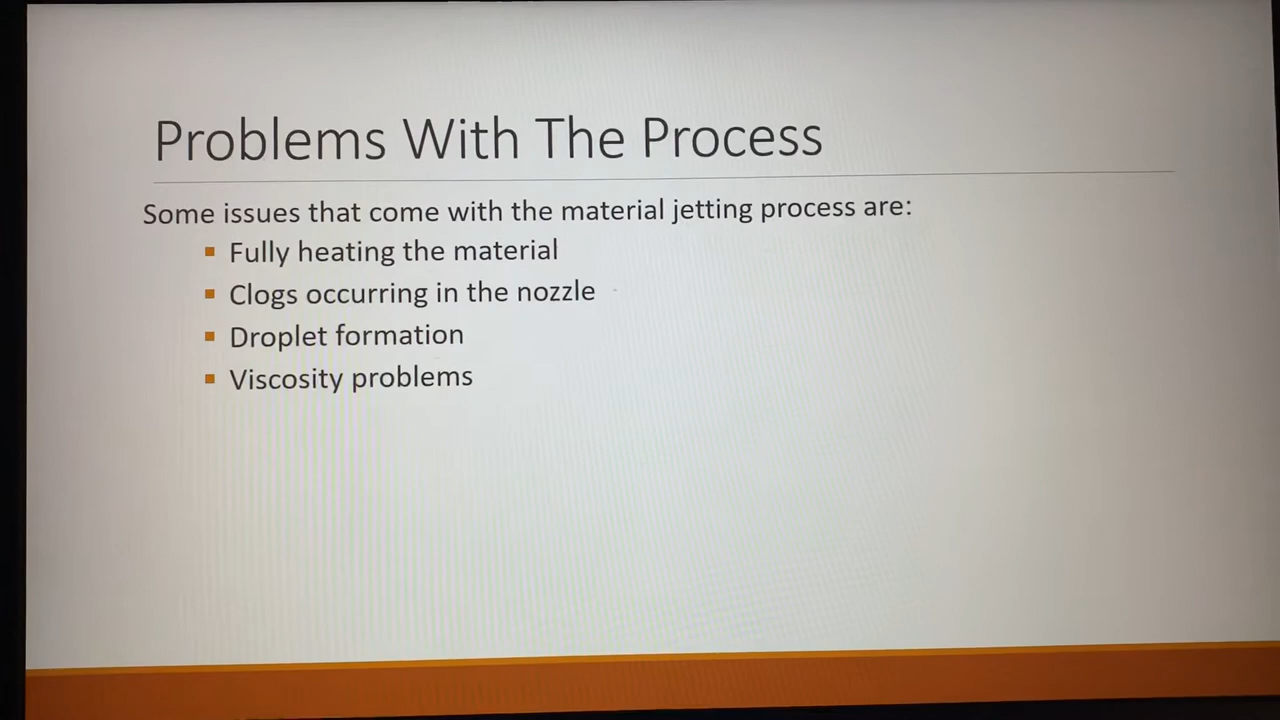 Problems With The Process
Some issues that come with the material jetting process are:
Fully heating the material
Clogs occurring in the nozzle
Droplet formation
Viscosity problems